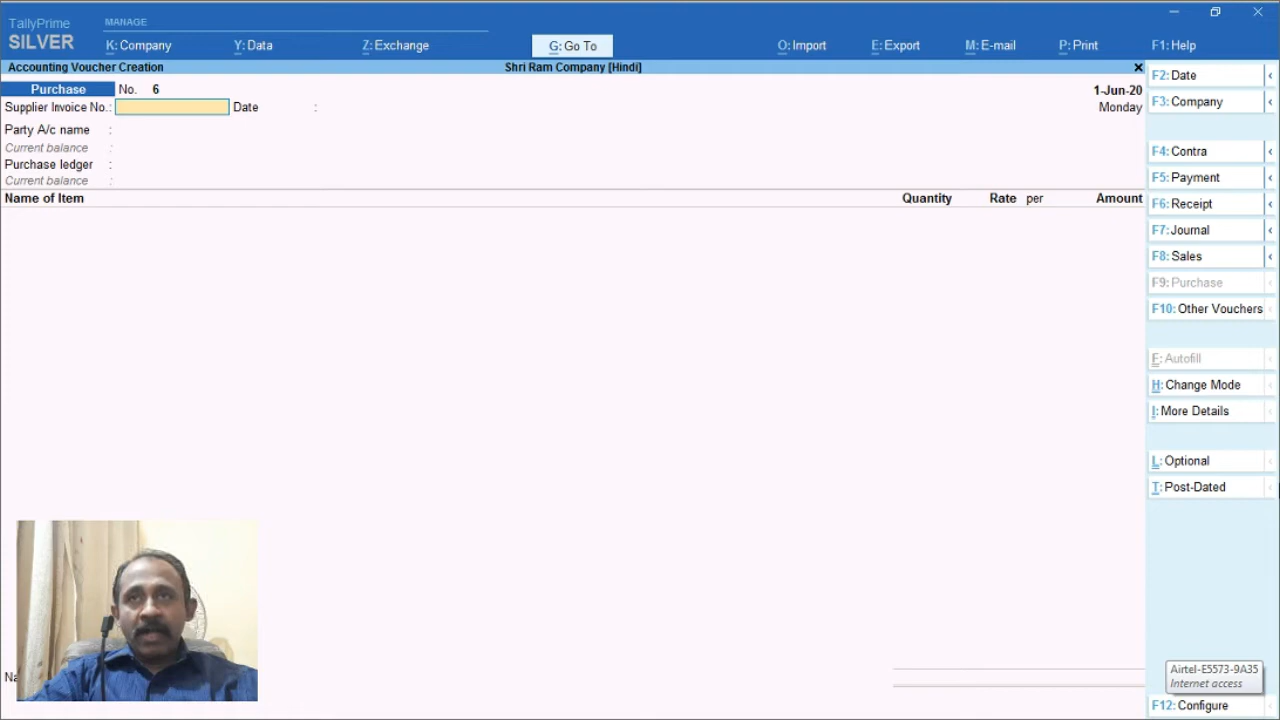 TallyPrime
MANAGE
SILVER
K: Company
Y: Data
Z: Exchange
G: Go To
O: Import
E: Export
M: E-mail
P: Print
F1: Help
Accounting Voucher Creation
Shri Ram Company [Hindi]
Purchase No. 6
1-Jun-20
Supplier Invoice No.: Date :
Monday
Party A/c name :
Current balance :
Purchase ledger :
Current balance :
Name of Item Quantity Rate per Amount
F2: Date
F3: Company
F4: Contra
F5: Payment
F6: Receipt
F7: Journal
F8: Sales
F9: Purchase
F10: Other Vouchers
F: Autofill
H: Change Mode
I: More Details
L: Optional
T: Post-Dated
Airtel-E5573-9A35
Internet access
F12: Configure